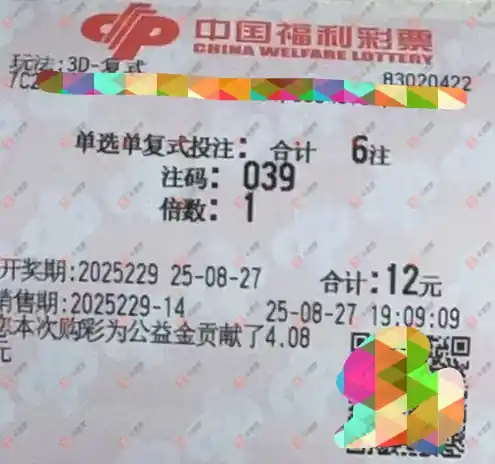 中国福利彩票
CHINA WELFARE LOTTERY
玩法:3D-复式
83020422
单选单复式投注: 合计 6注
注码: 039
倍数: 1
开奖期:2025229 25-08-27 合计:12元
销售期:2025229-14 25-08-27 19:09:09
本次购彩为公益金贡献了4.08
元